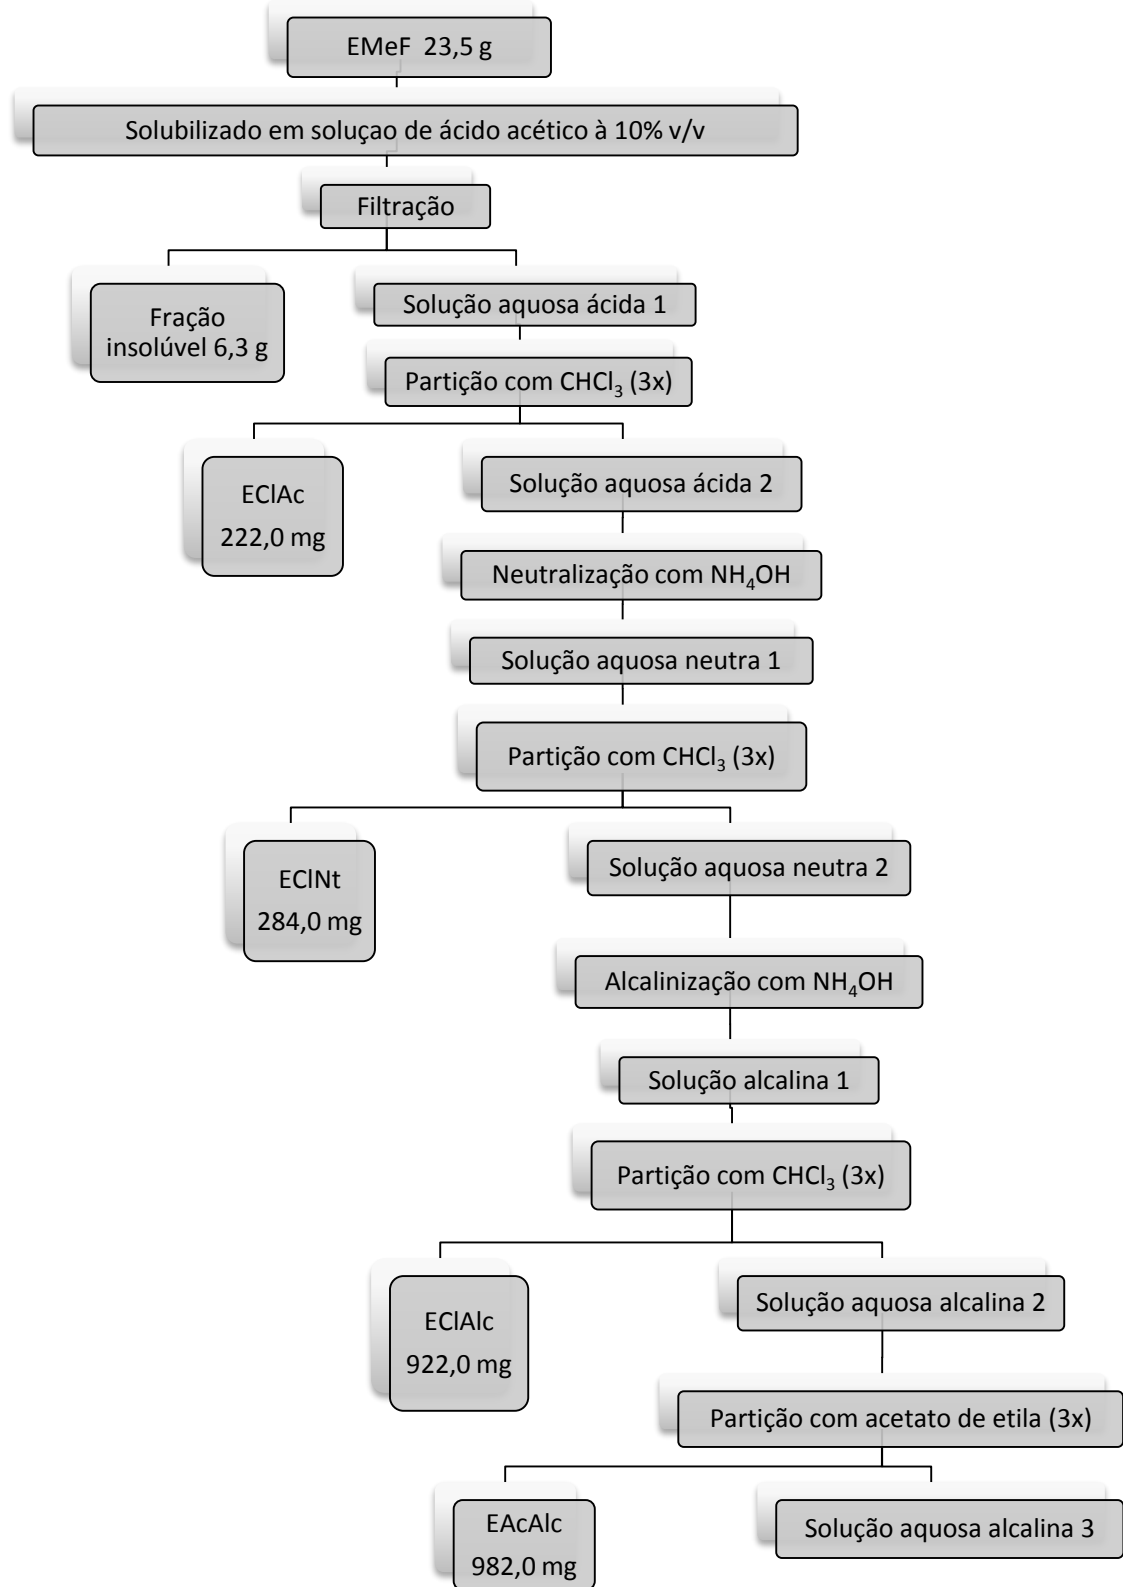 EMeF 23,5 g
Solubilizado em soluçao de ácido acético à 10% v/v
Filtração
Fração
insolúvel 6,3 g
Solução aquosa ácida 1
Partição com CHCl₃ (3x)
EClAc
222,0 mg
Solução aquosa ácida 2
Neutralização com NH₄OH
Solução aquosa neutra 1
Partição com CHCl₃ (3x)
EClNt
284,0 mg
Solução aquosa neutra 2
Alcalinização com NH₄OH
Solução alcalina 1
Partição com CHCl₃ (3x)
EClAlc
922,0 mg
Solução aquosa alcalina 2
Partição com acetato de etila (3x)
EAcAlc
982,0 mg
Solução aquosa alcalina 3